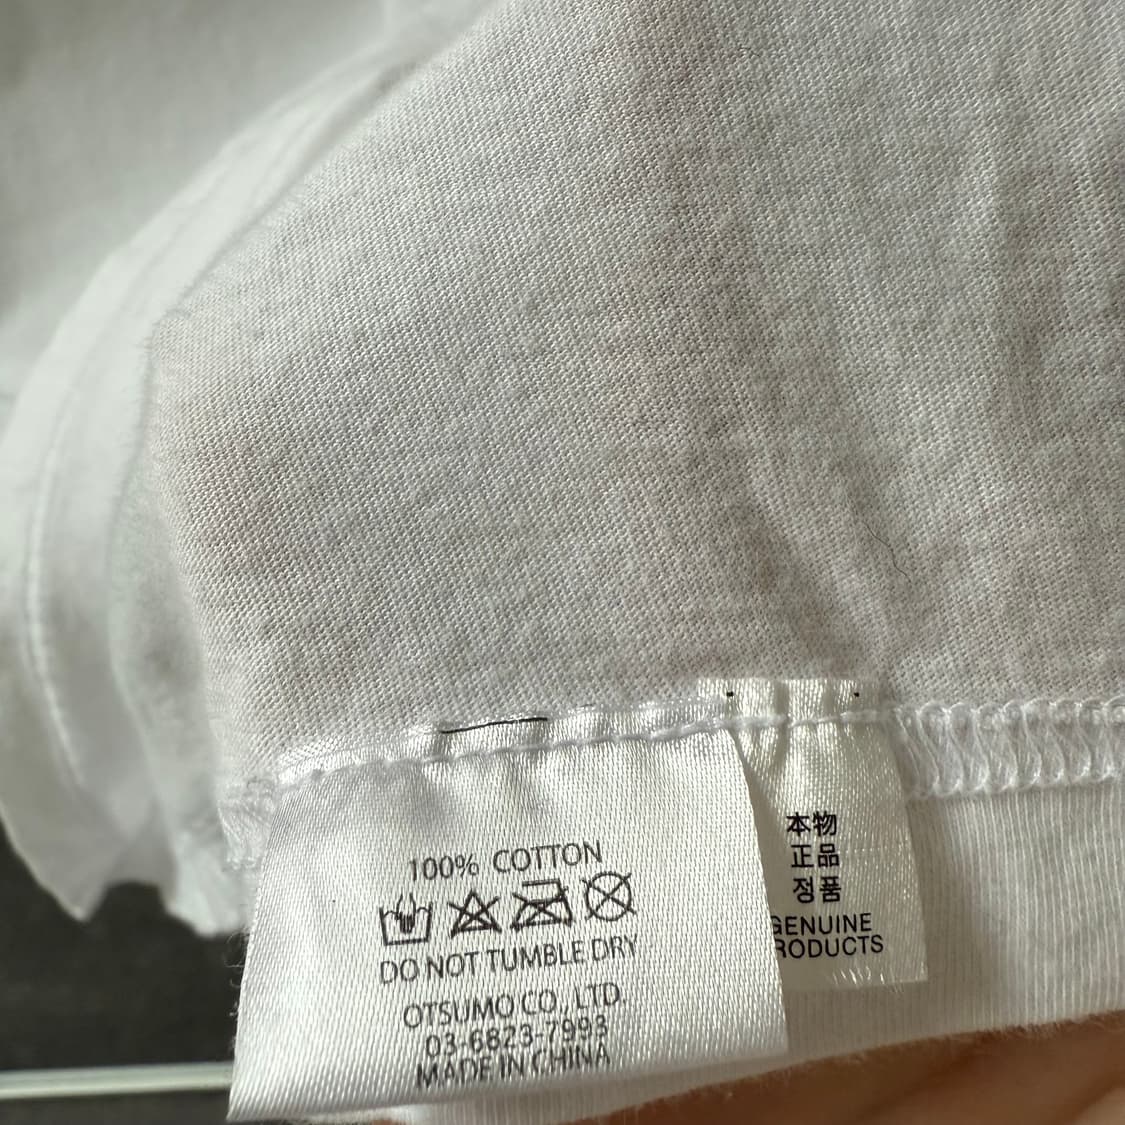 100% COTTON
DO NOT TUMBLE DRY
OTSUMO CO., LTD.
03-6823-7993
MADE IN CHINA
本物
正品
정품
GENUINE
RODUCTS